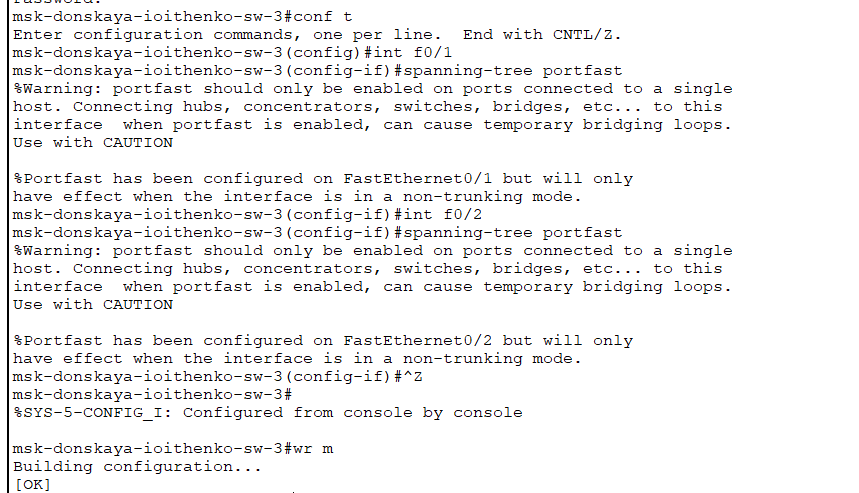 Password:
msk-donskaya-ioithenko-sw-3#conf t
Enter configuration commands, one per line.  End with CNTL/Z.
msk-donskaya-ioithenko-sw-3(config)#int f0/1
msk-donskaya-ioithenko-sw-3(config-if)#spanning-tree portfast
%Warning: portfast should only be enabled on ports connected to a single
host. Connecting hubs, concentrators, switches, bridges, etc... to this
interface  when portfast is enabled, can cause temporary bridging loops.
Use with CAUTION

%Portfast has been configured on FastEthernet0/1 but will only
have effect when the interface is in a non-trunking mode.
msk-donskaya-ioithenko-sw-3(config-if)#int f0/2
msk-donskaya-ioithenko-sw-3(config-if)#spanning-tree portfast
%Warning: portfast should only be enabled on ports connected to a single
host. Connecting hubs, concentrators, switches, bridges, etc... to this
interface  when portfast is enabled, can cause temporary bridging loops.
Use with CAUTION

%Portfast has been configured on FastEthernet0/2 but will only
have effect when the interface is in a non-trunking mode.
msk-donskaya-ioithenko-sw-3(config-if)#^Z
msk-donskaya-ioithenko-sw-3#
%SYS-5-CONFIG_I: Configured from console by console

msk-donskaya-ioithenko-sw-3#wr m
Building configuration...
[OK]